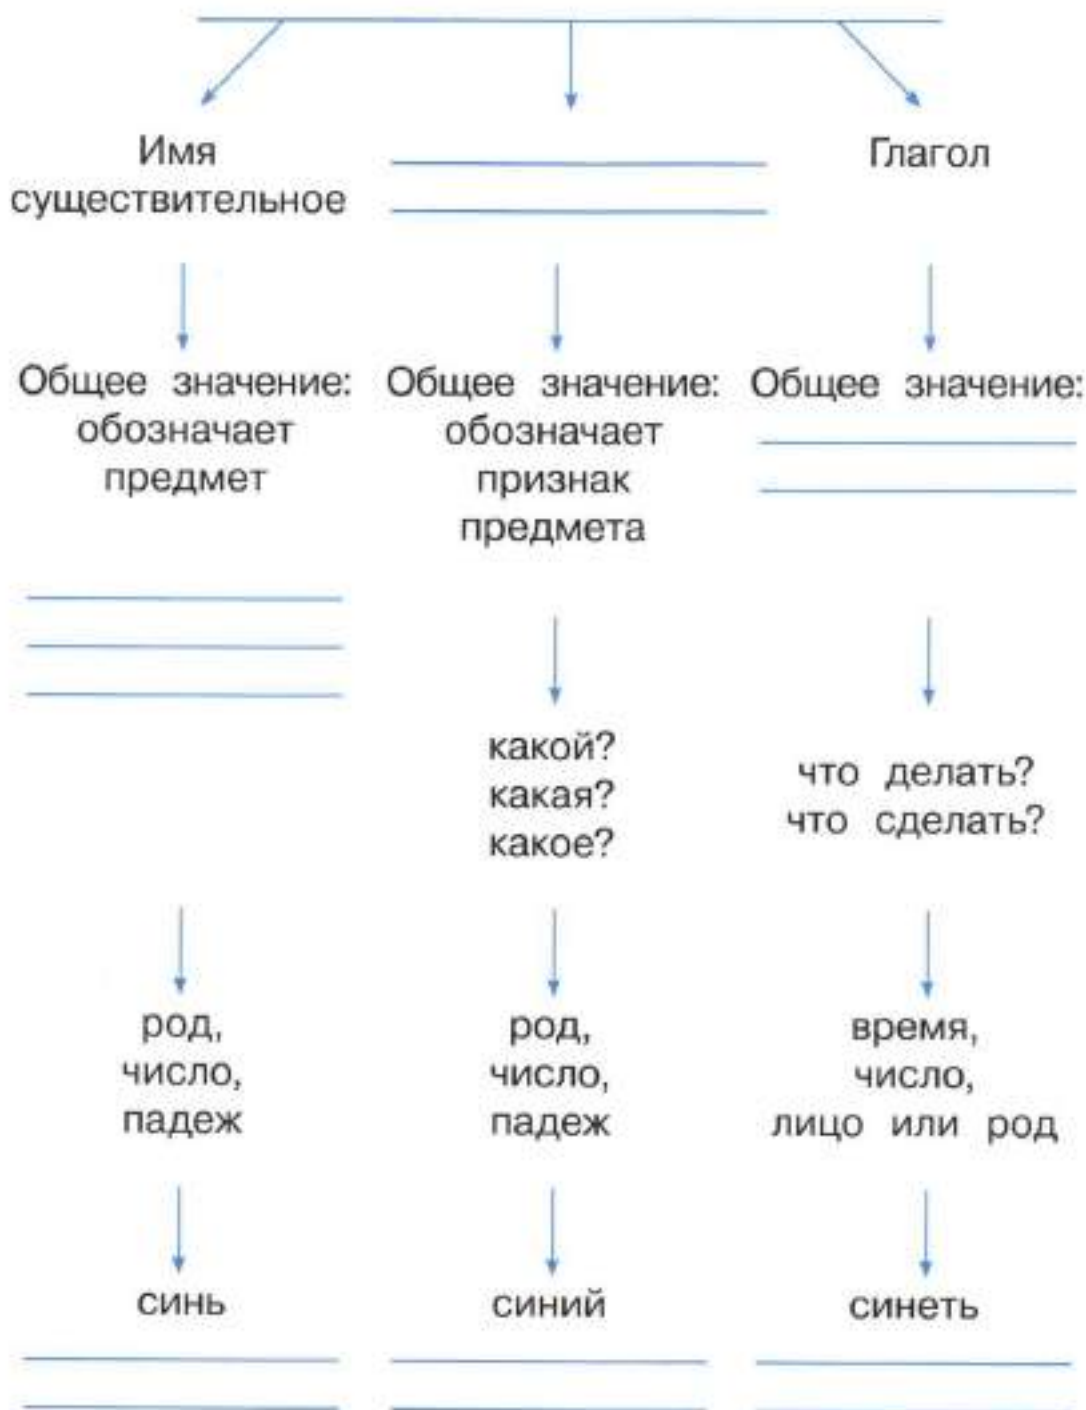 Имя
существительное
Глагол
Общее значение:
обозначает
предмет
Общее значение:
обозначает
признак
предмета
Общее значение:
какой?
какая?
какое?
что делать?
что сделать?
род,
число,
падеж
род,
число,
падеж
время,
число,
лицо или род
синь
синий
синеть